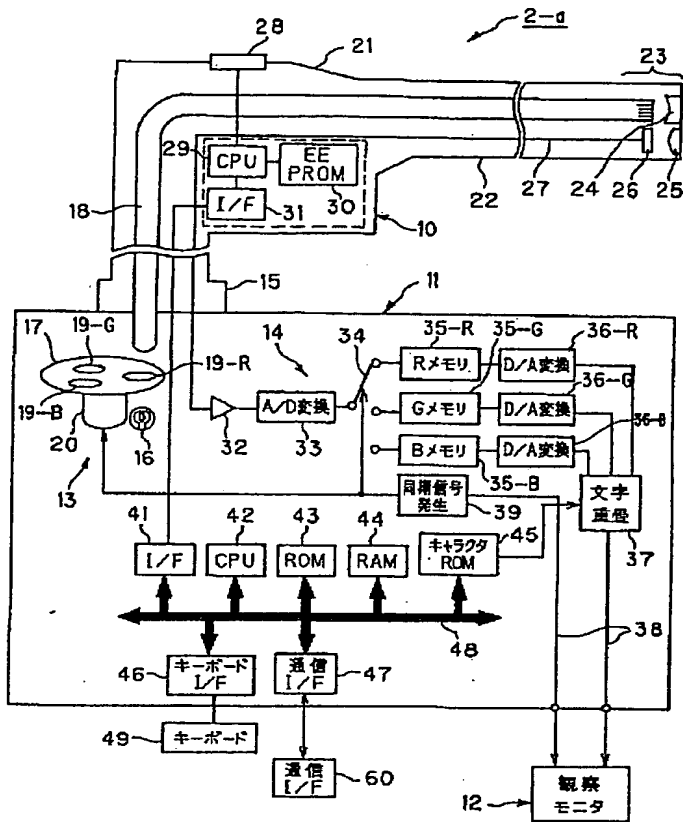 2-a
28
21
23
29
CPU
EE
PROM
30
I/F
31
18
10
22
27
24
26
25
15
11
17
19-G
19-R
19-B
20
16
13
14
34
32
A/D変換
33
35-R
Rメモリ
35-G
Gメモリ
35-B
Bメモリ
36-R
D/A変換
36-G
D/A変換
36-B
D/A変換
同期信号
発生
39
文字
重畳
37
41
I/F
42
CPU
43
ROM
44
RAM
45
キャラクタ
ROM
48
38
46
キーボード
I/F
通信
I/F
47
49
キーボード
通信
I/F
60
12
観察
モニタ